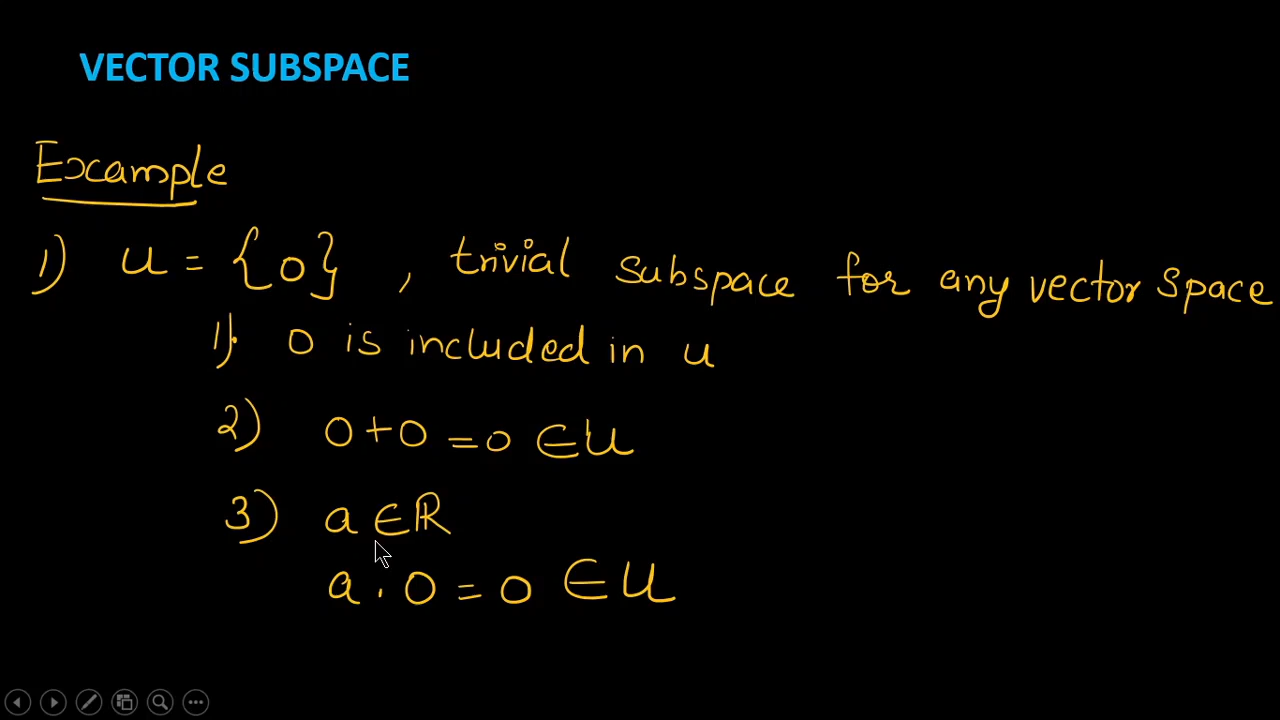 VECTOR SUBSPACE
Example
1) u = {0} , trivial subspace for any vector space
1). 0 is included in u
2) 0+0 =0 ∈ U
3) a ∈ ℝ
a . 0 = 0 ∈ U